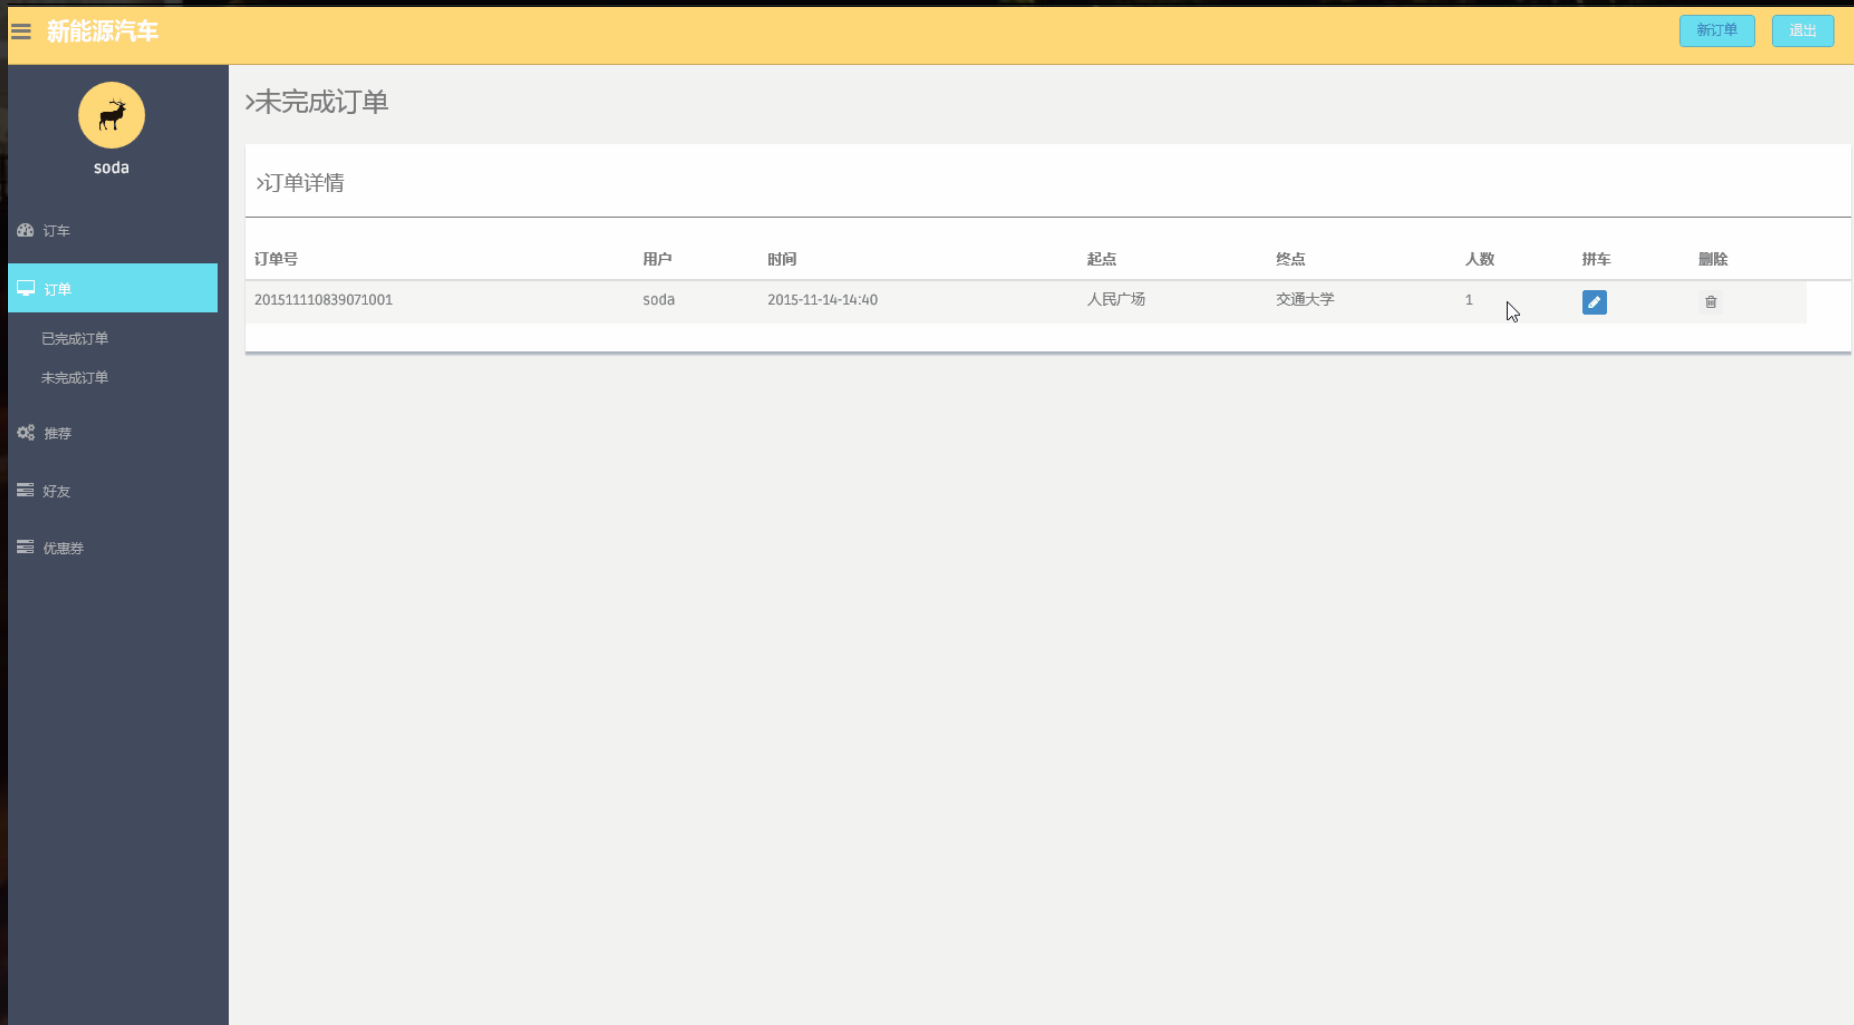 新能源汽车
新订单 退出
soda
订车
订单
已完成订单
未完成订单
推荐
好友
优惠券
>未完成订单
>订单详情
订单号 用户 时间 起点 终点 人数 拼车 删除
201511110839071001 soda 2015-11-14-14:40 人民广场 交通大学 1